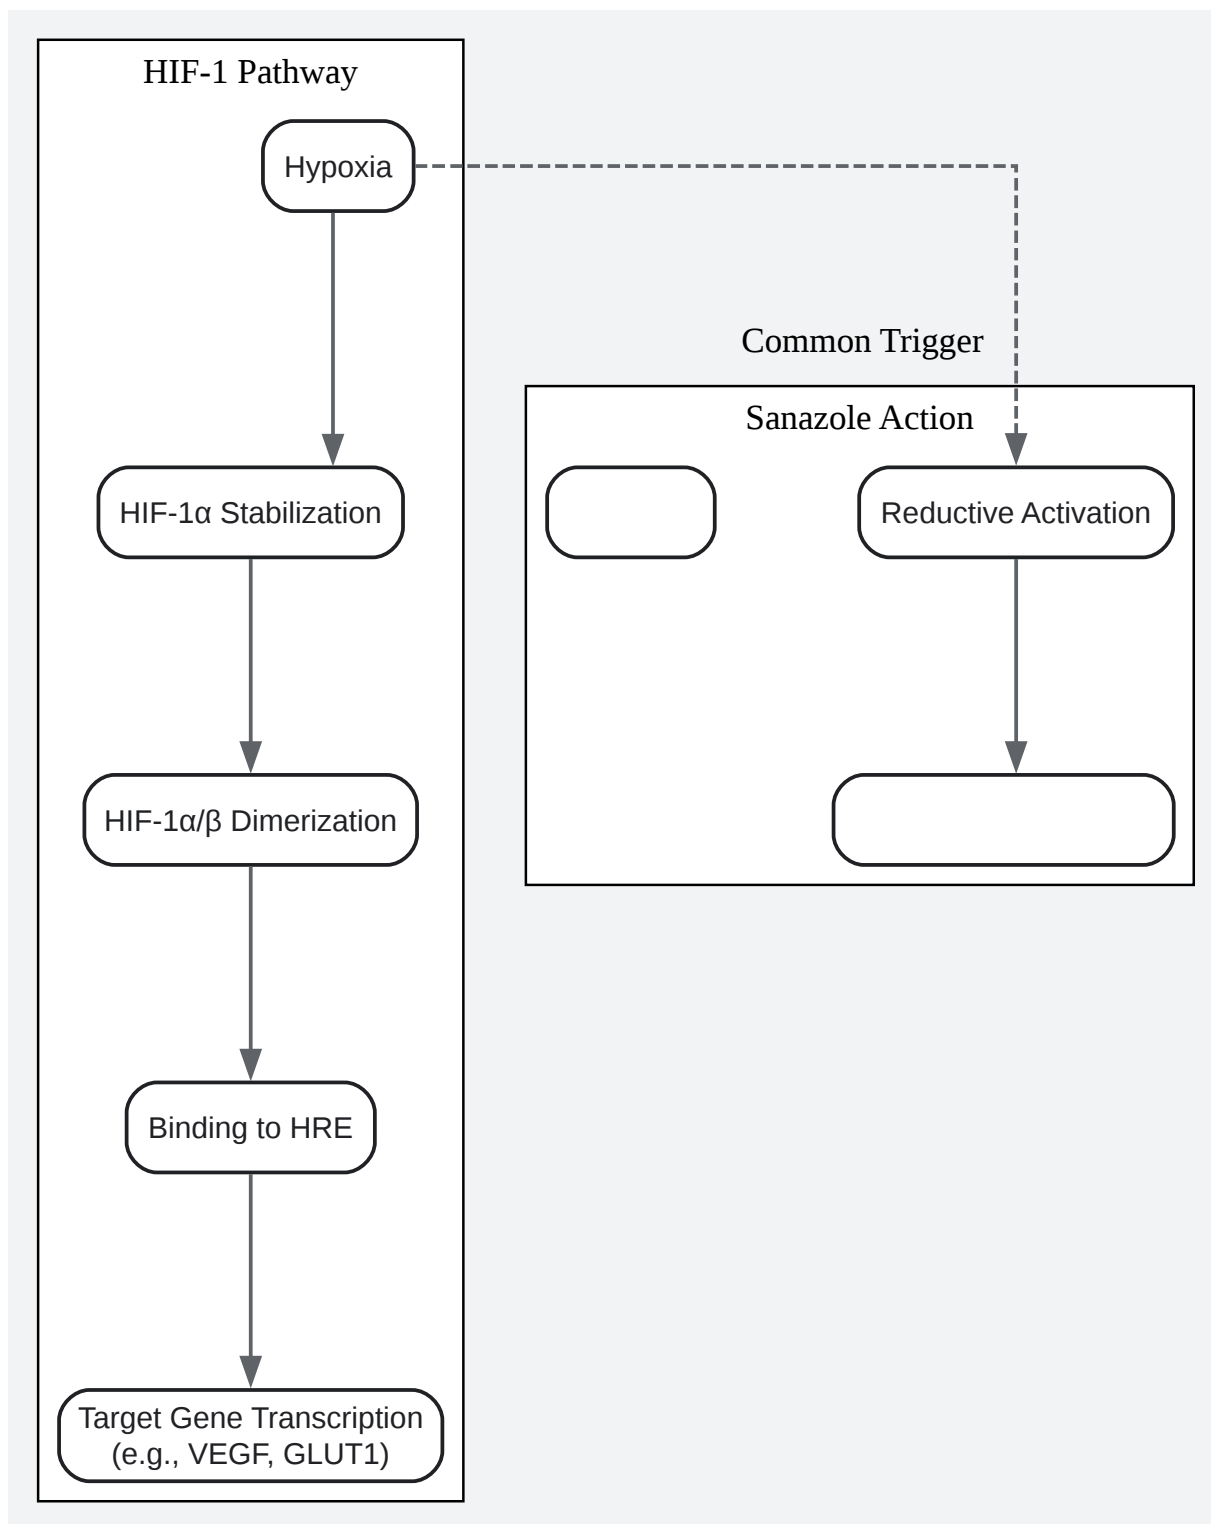 HIF-1 Pathway
Hypoxia
HIF-1α Stabilization
HIF-1α/β Dimerization
Binding to HRE
Target Gene Transcription
(e.g., VEGF, GLUT1)
Common Trigger
Sanazole Action
Reductive Activation